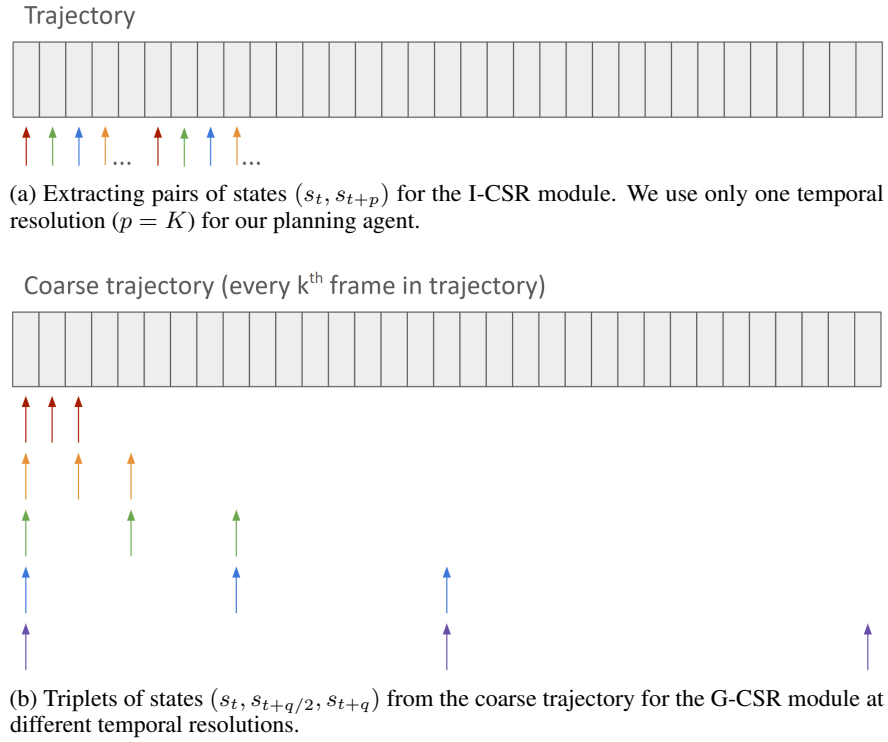 Trajectory
... ...
(a) Extracting pairs of states (s_t, s_{t+p}) for the I-CSR module. We use only one temporal
resolution (p = K) for our planning agent.
Coarse trajectory (every k^th frame in trajectory)
(b) Triplets of states (s_t, s_{t+q/2}, s_{t+q}) from the coarse trajectory for the G-CSR module at
different temporal resolutions.